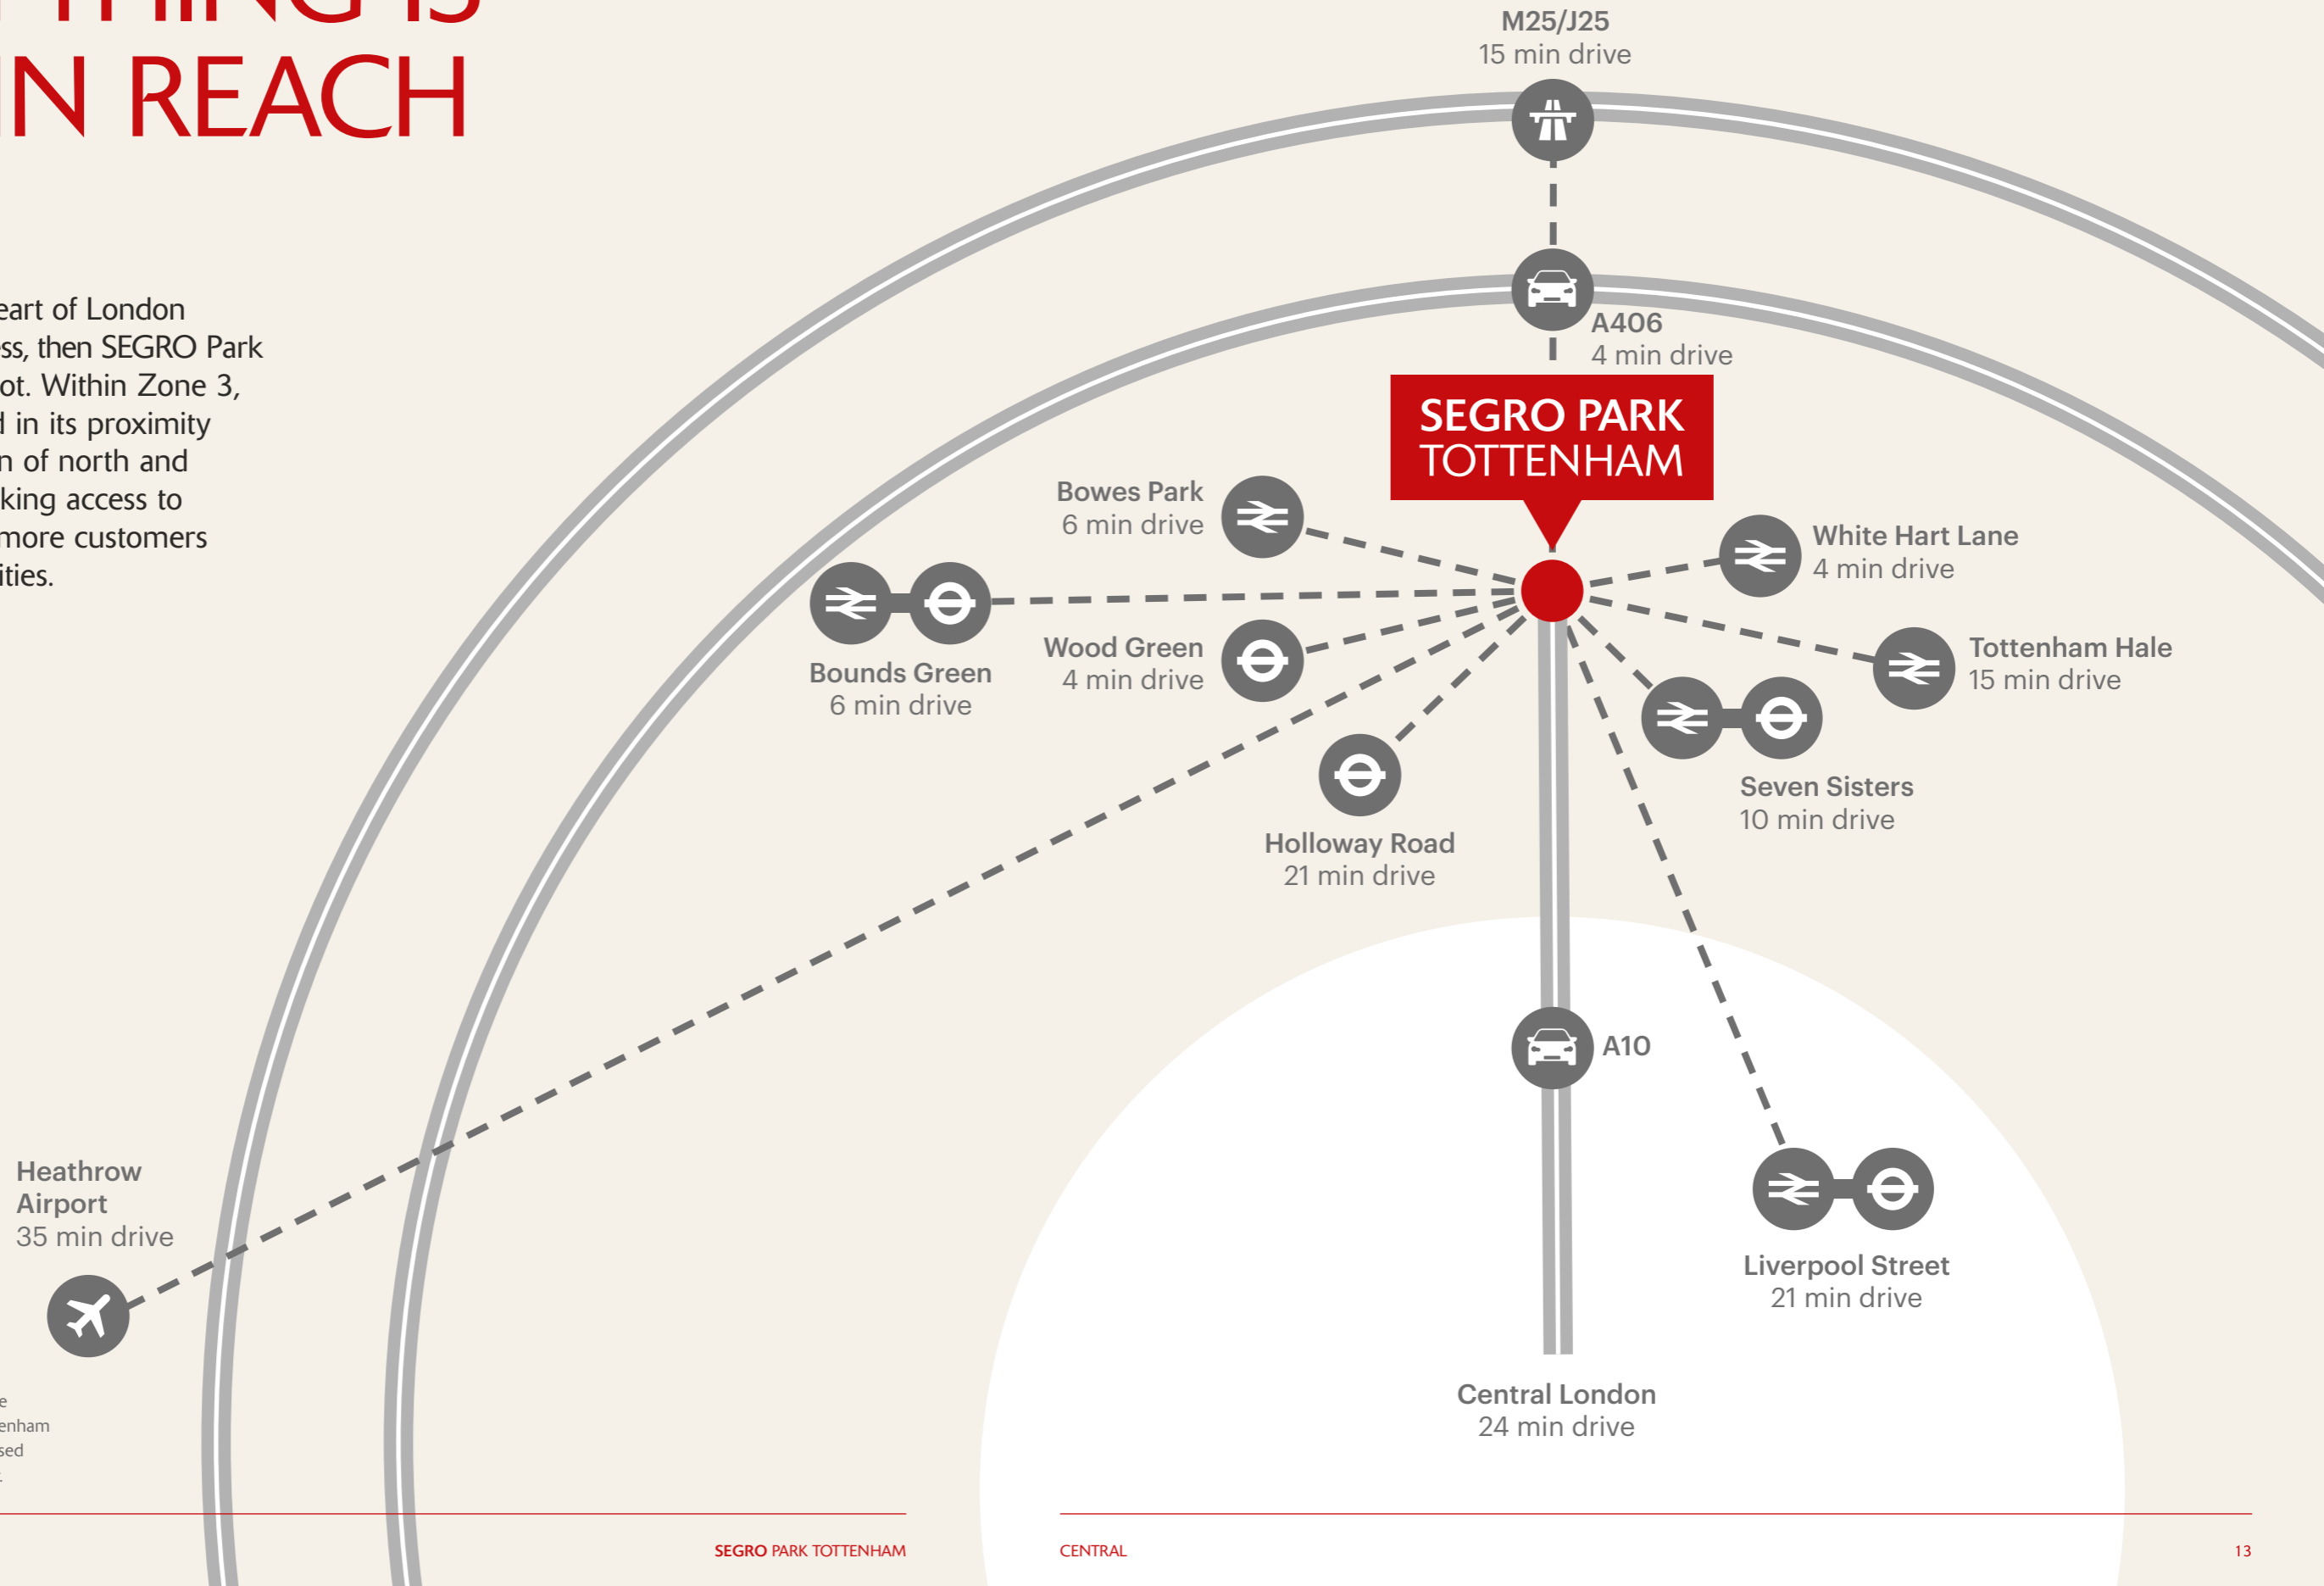 THING IS
IN REACH
eart of London
ess, then SEGRO Park
ot. Within Zone 3,
d in its proximity
n of north and
king access to
more customers
ities.
M25/J25
15 min drive
A406
4 min drive
SEGRO PARK
TOTTENHAM
Bowes Park
6 min drive
White Hart Lane
4 min drive
Bounds Green
6 min drive
Wood Green
4 min drive
Tottenham Hale
15 min drive
Seven Sisters
10 min drive
Holloway Road
21 min drive
A10
Heathrow
Airport
35 min drive
Liverpool Street
21 min drive
Central London
24 min drive
e
enham
sed
SEGRO PARK TOTTENHAM
CENTRAL
13